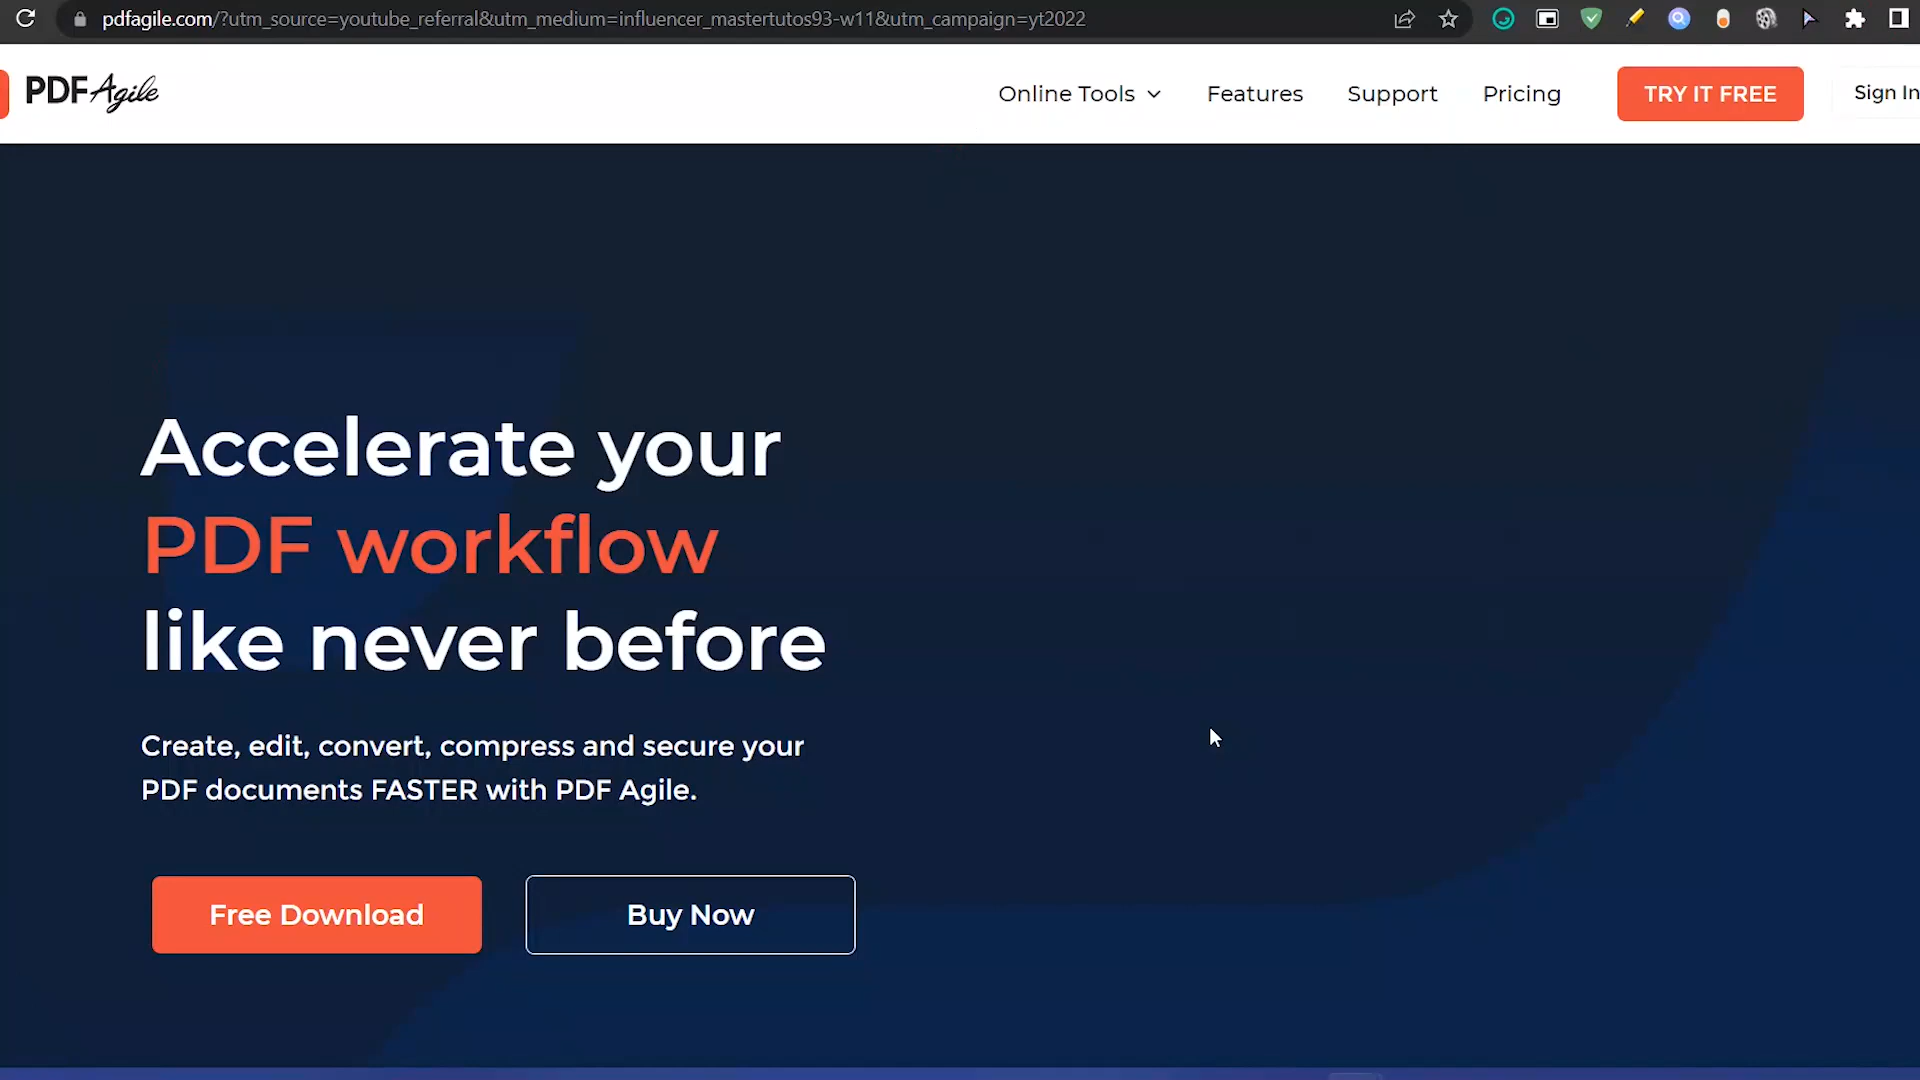 pdfagile.com/?utm_source=youtube_referral&utm_medium=influencer_mastertutos93-w11&utm_campaign=yt2022
PDF Agile
Online Tools
Features
Support
Pricing
TRY IT FREE
Sign In
Accelerate your
PDF workflow
like never before
Create, edit, convert, compress and secure your
PDF documents FASTER with PDF Agile.
Free Download
Buy Now